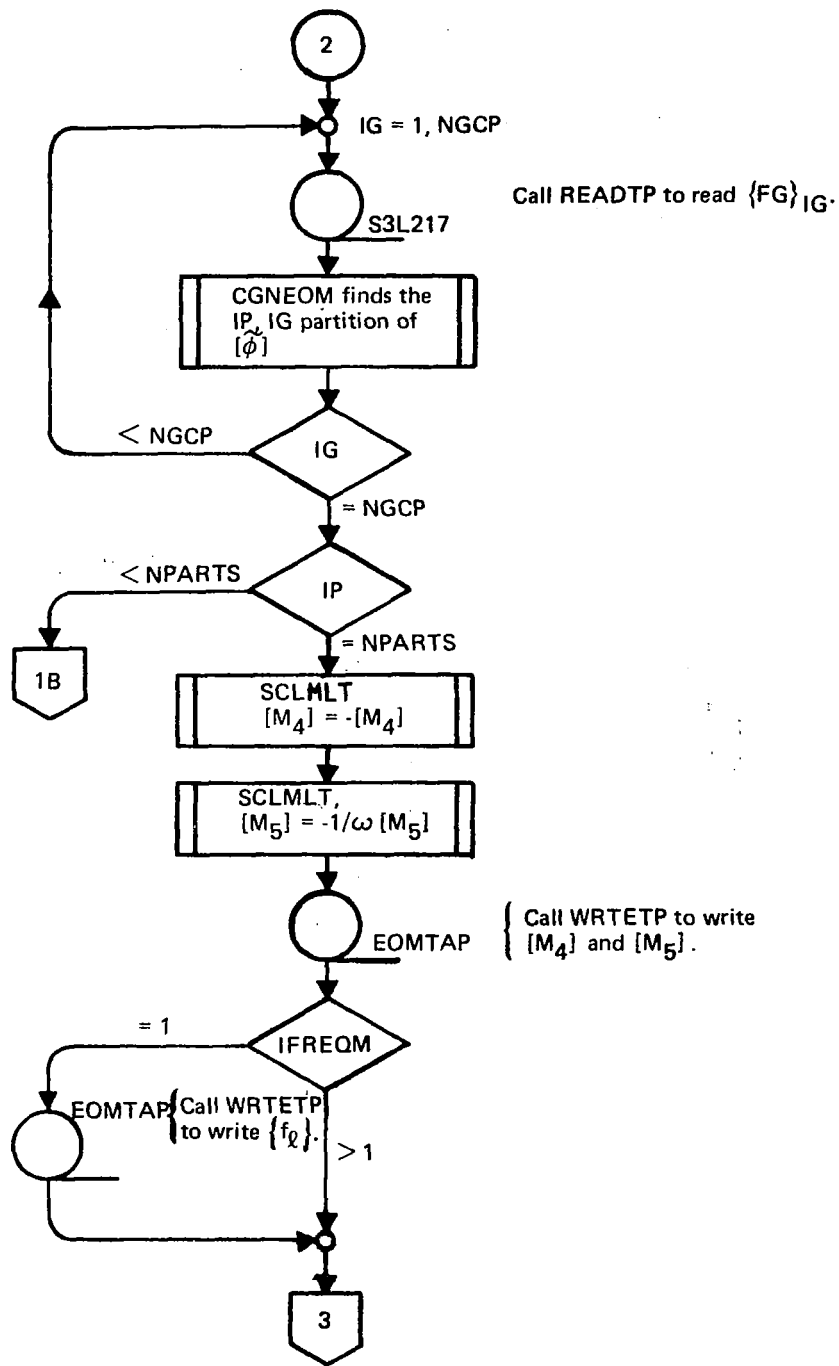 2
IG = 1, NGCP
Call READTP to read {FG}IG.
S3L217
CGNEOM finds the
IP, IG partition of
[φ̃]
< NGCP
IG
= NGCP
< NPARTS
IP
= NPARTS
1B
SCLMLT
[M4] = -[M4]
SCLMLT,
[M5] = -1/ω [M5]
EOMTAP
{ Call WRTETP to write
[M4] and [M5].
= 1
IFREQM
EOMTAP
{Call WRTETP
to write {fℓ}.
> 1
3